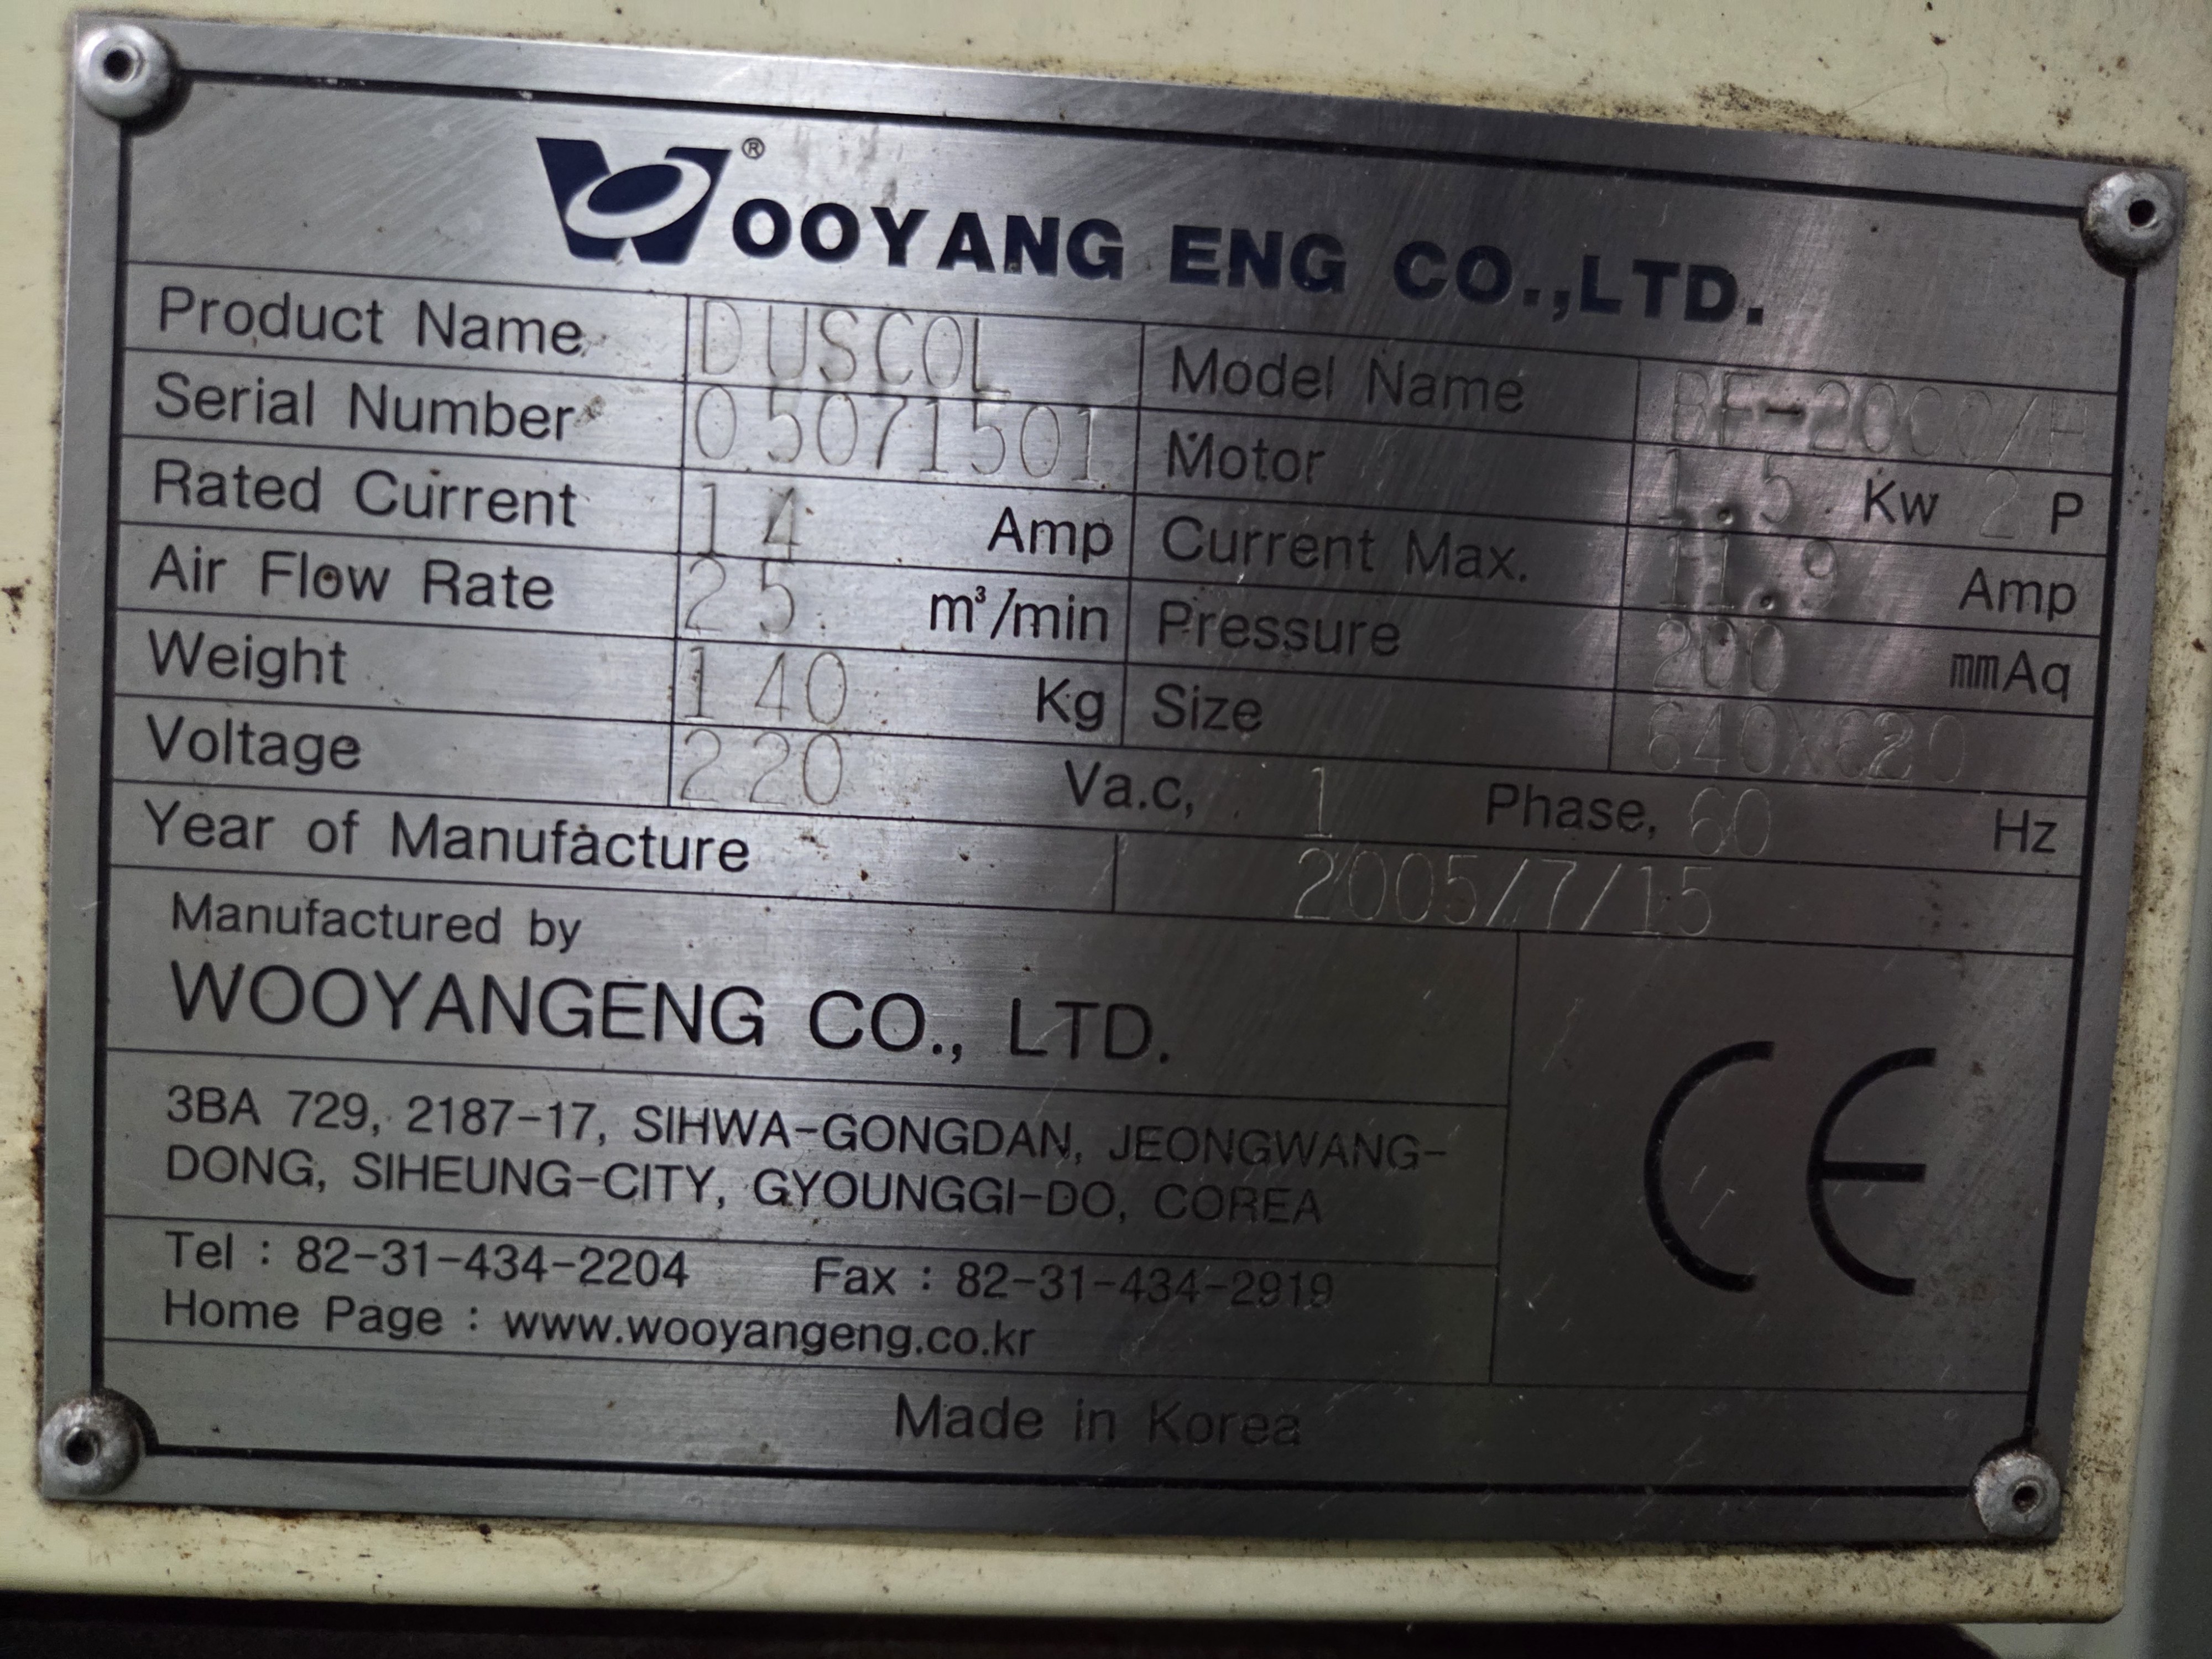 WOOYANG ENG CO.,LTD.®
Product Name DUSCOL Model Name
Serial Number 05071501 Motor 1.5 Kw 2 P
Rated Current 14 Amp Current Max. 11.9 Amp
Air Flow Rate 25 m³/min Pressure 200 mmAq
Weight 140 Kg Size
Voltage 220 Va.c, 1 Phase, 60 Hz
Year of Manufacture 2005/7/15
Manufactured by
WOOYANGENG CO., LTD.
3BA 729, 2187-17, SIHWA-GONGDAN, JEONGWANG-
DONG, SIHEUNG-CITY, GYOUNGGI-DO, COREA
Tel : 82-31-434-2204 Fax : 82-31-434-2919
Home Page : www.wooyangeng.co.kr
CE
Made in Korea